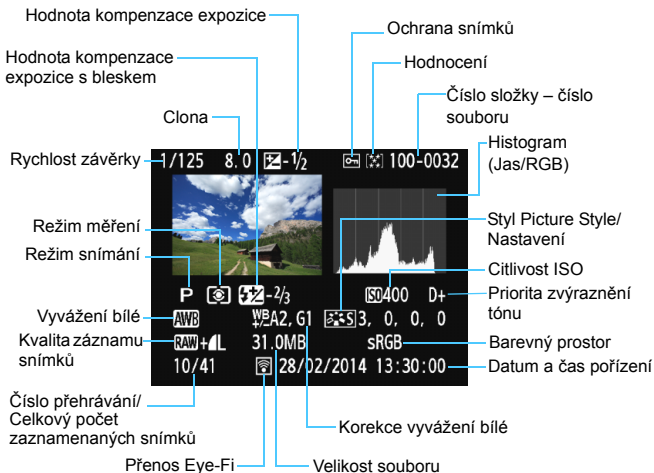 Hodnota kompenzace expozice
Ochrana snímků
Hodnota kompenzace
expozice s bleskem
Hodnocení
Číslo složky – číslo
souboru
Clona
Histogram
(Jas/RGB)
Rychlost závěrky
1/125 8.0 -1/2 100-0032
Styl Picture Style/
Nastavení
Režim měření
Režim snímání
Citlivost ISO
P -2/3 ISO 400 D+
Priorita zvýraznění
tónu
Vyvážení bílé
AWB WB+/- A2, G1 S 3, 0, 0, 0
Kvalita záznamu
snímků
RAW+L 31.0MB sRGB
Barevný prostor
10/41 28/02/2014 13:30:00
Datum a čas pořízení
Číslo přehrávání/
Celkový počet
zaznamenaných snímků
Korekce vyvážení bílé
Přenos Eye-Fi
Velikost souboru